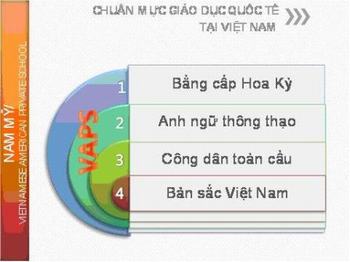 CHUẨN MỰC GIÁO DỤC QUỐC TẾ
TẠI VIỆT NAM
NAM MỸ/
VIETNAMESE AMERICAN PRIVATE SCHOOL
VAPS
1 Bằng cấp Hoa Kỳ
2 Anh ngữ thông thạo
3 Công dân toàn cầu
4 Bản sắc Việt Nam